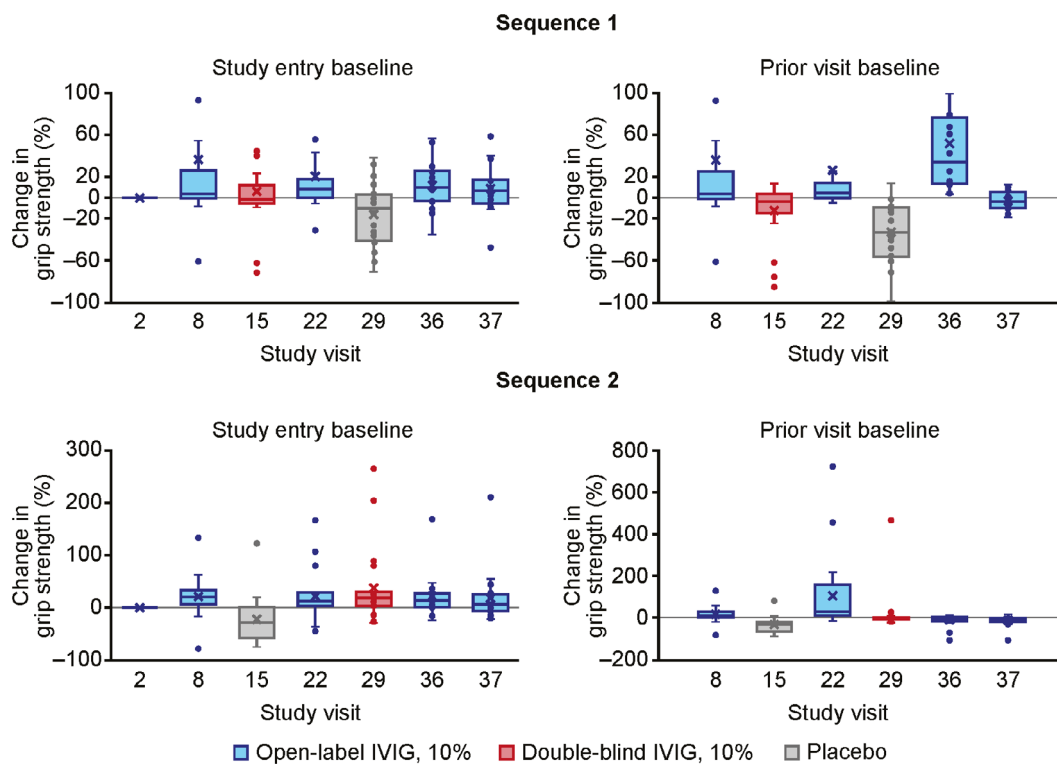 Sequence 1
Study entry baseline
Change in
grip strength (%)
100
60
20
0
−20
−60
−100
2 8 15 22 29 36 37
Study visit
Prior visit baseline
Change in
grip strength (%)
100
60
20
0
−20
−60
−100
8 15 22 29 36 37
Study visit
Sequence 2
Study entry baseline
Change in
grip strength (%)
300
200
100
0
−100
2 8 15 22 29 36 37
Study visit
Prior visit baseline
Change in
grip strength (%)
800
600
400
200
0
−200
8 15 22 29 36 37
Study visit
Open-label IVIG, 10% Double-blind IVIG, 10% Placebo